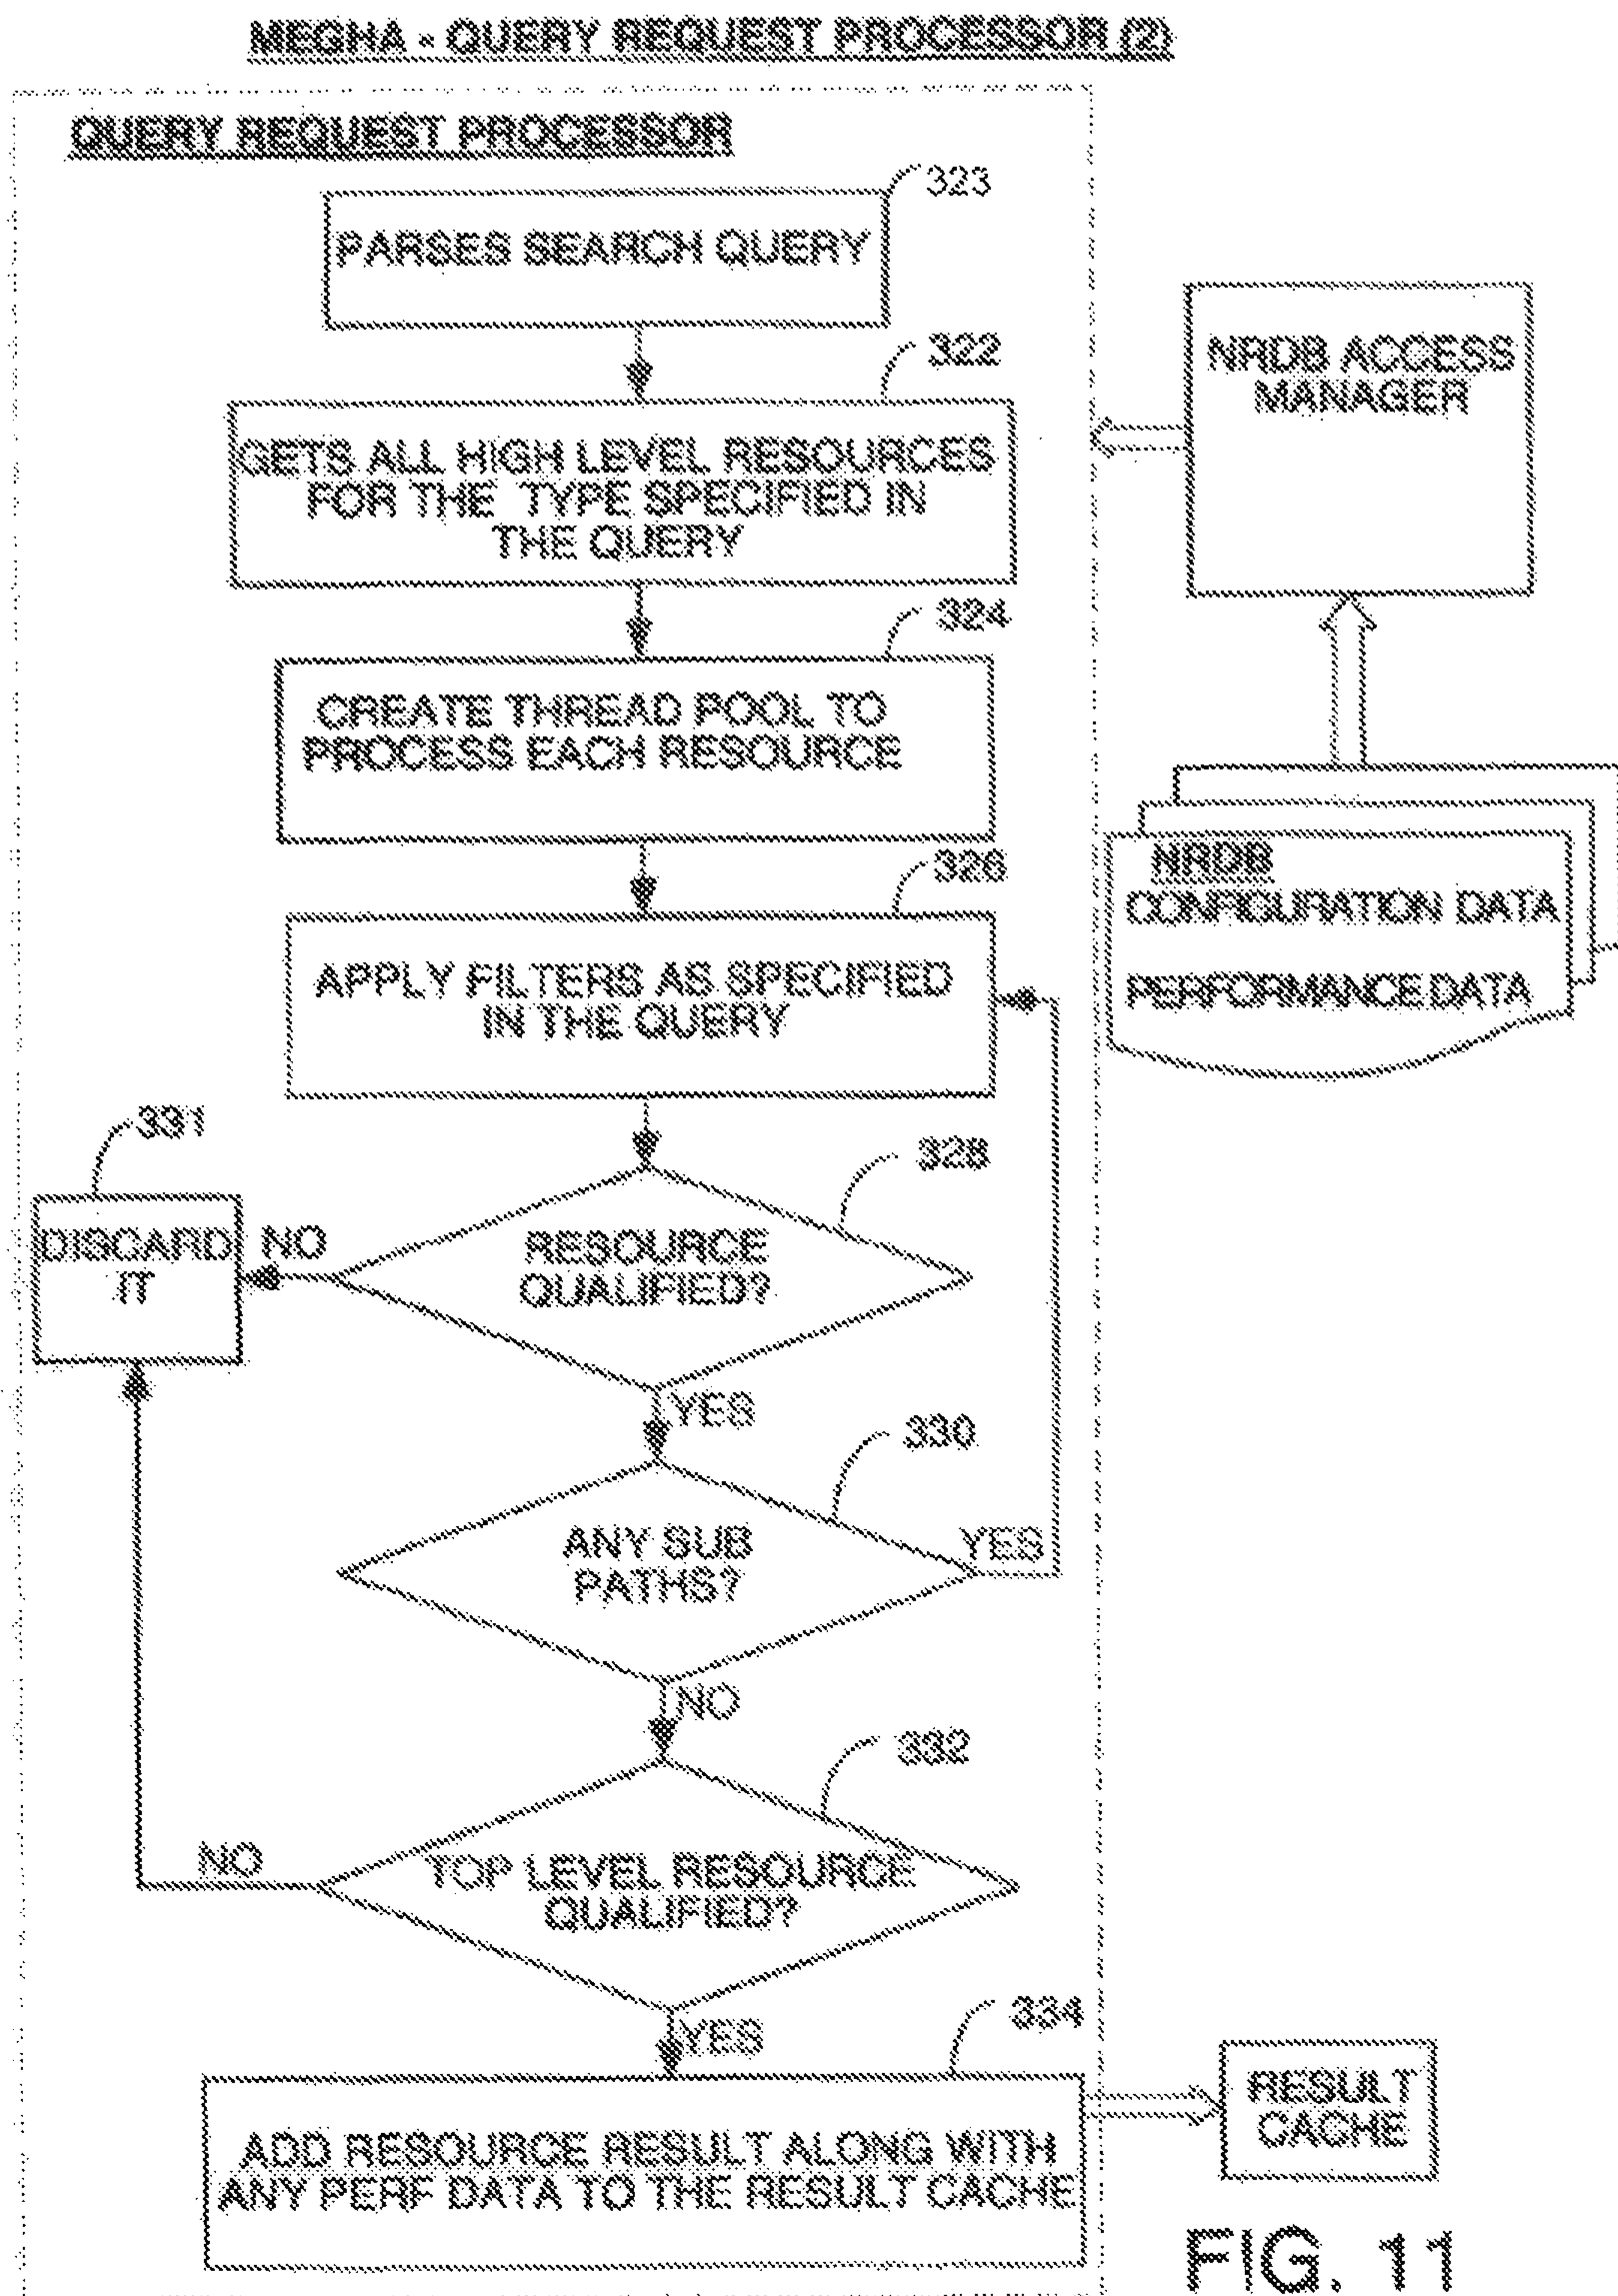 MEGHA - QUERY REQUEST PROCESSOR (2)
QUERY REQUEST PROCESSOR
323
PARSES SEARCH QUERY
322
GETS ALL HIGH LEVEL RESOURCES
FOR THE TYPE SPECIFIED IN
THE QUERY
324
CREATE THREAD POOL TO
PROCESS EACH RESOURCE
326
APPLY FILTERS AS SPECIFIED
IN THE QUERY
331
DISCARD
IT
NO
328
RESOURCE
QUALIFIED?
YES
330
ANY SUB
PATHS?
YES
NO
332
TOP LEVEL RESOURCE
QUALIFIED?
NO
YES
334
ADD RESOURCE RESULT ALONG WITH
ANY PERF DATA TO THE RESULT CACHE
NRDB ACCESS
MANAGER
NRDB
CONFIGURATION DATA
PERFORMANCE DATA
RESULT
CACHE
FIG. 11